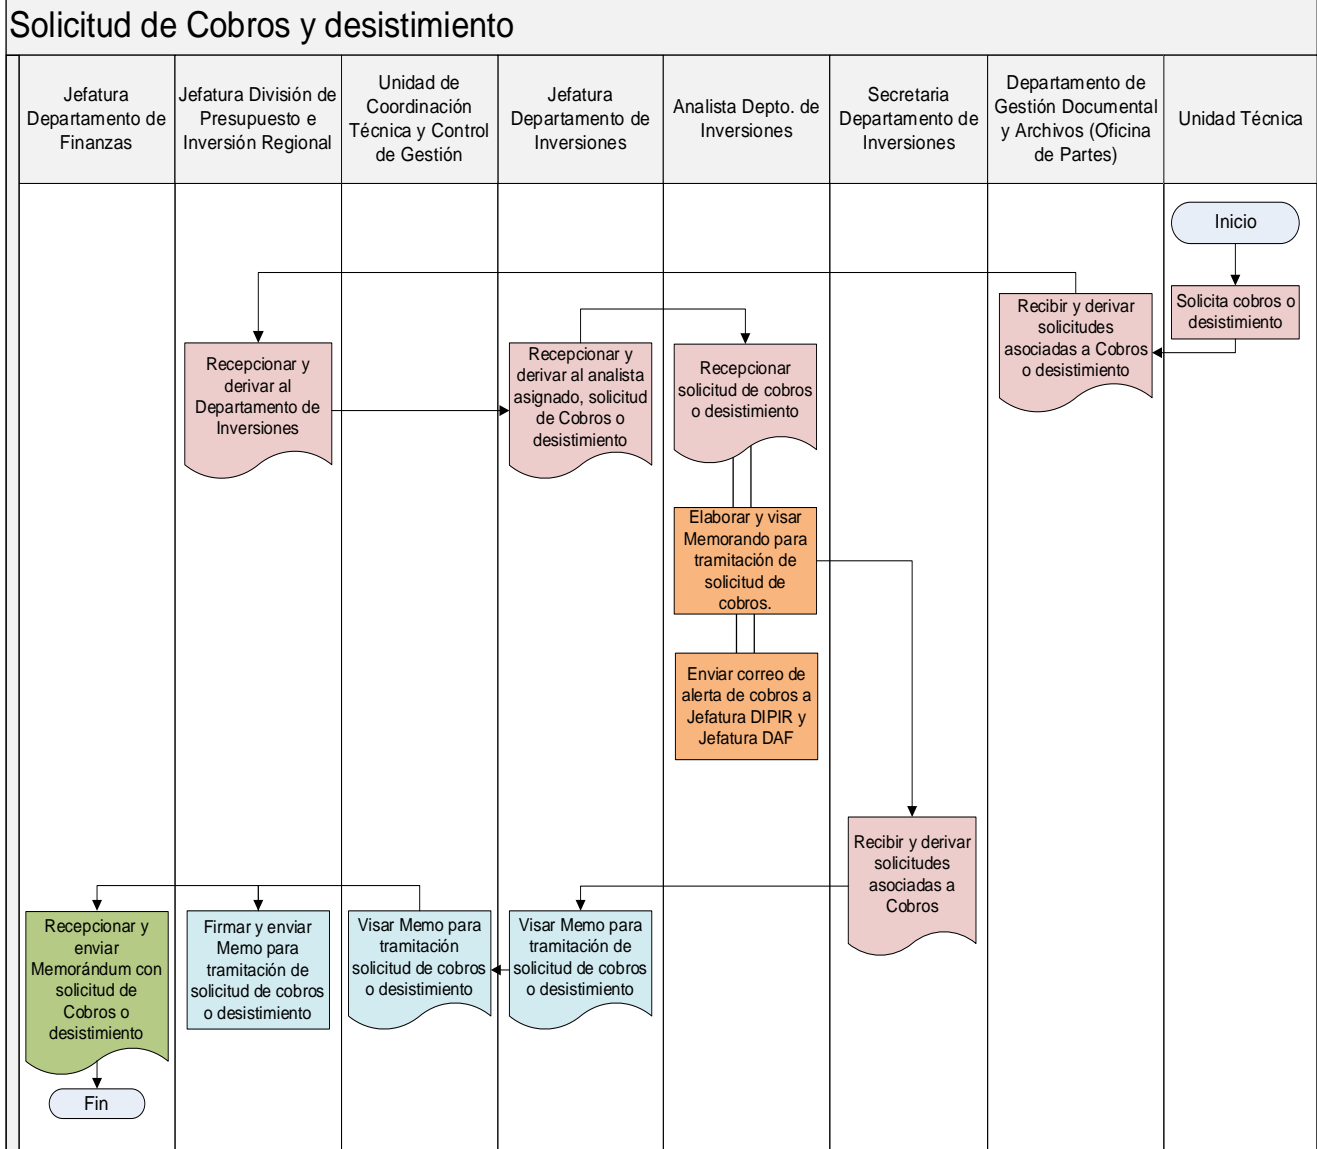 Solicitud de Cobros y desistimiento
Jefatura
Departamento de
Finanzas
Jefatura División de
Presupuesto e
Inversión Regional
Unidad de
Coordinación
Técnica y Control
de Gestión
Jefatura
Departamento de
Inversiones
Analista Depto. de
Inversiones
Secretaria
Departamento de
Inversiones
Departamento de
Gestión Documental
y Archivos (Oficina
de Partes)
Unidad Técnica
Inicio
Solicita cobros o
desistimiento
Recibir y derivar
solicitudes
asociadas a Cobros
o desistimiento
Recepcionar y
derivar al
Departamento de
Inversiones
Recepcionar y
derivar al analista
asignado, solicitud
de Cobros o
desistimiento
Recepcionar
solicitud de cobros
o desistimiento
Elaborar y visar
Memorando para
tramitación de
solicitud de
cobros.
Enviar correo de
alerta de cobros a
Jefatura DIPIR y
Jefatura DAF
Recibir y derivar
solicitudes
asociadas a
Cobros
Visar Memo para
tramitación de
solicitud de cobros
o desistimiento
Visar Memo para
tramitación
solicitud de cobros
o desistimiento
Firmar y enviar
Memo para
tramitación de
solicitud de cobros
o desistimiento
Recepcionar y
enviar
Memorándum con
solicitud de
Cobros o
desistimiento
Fin